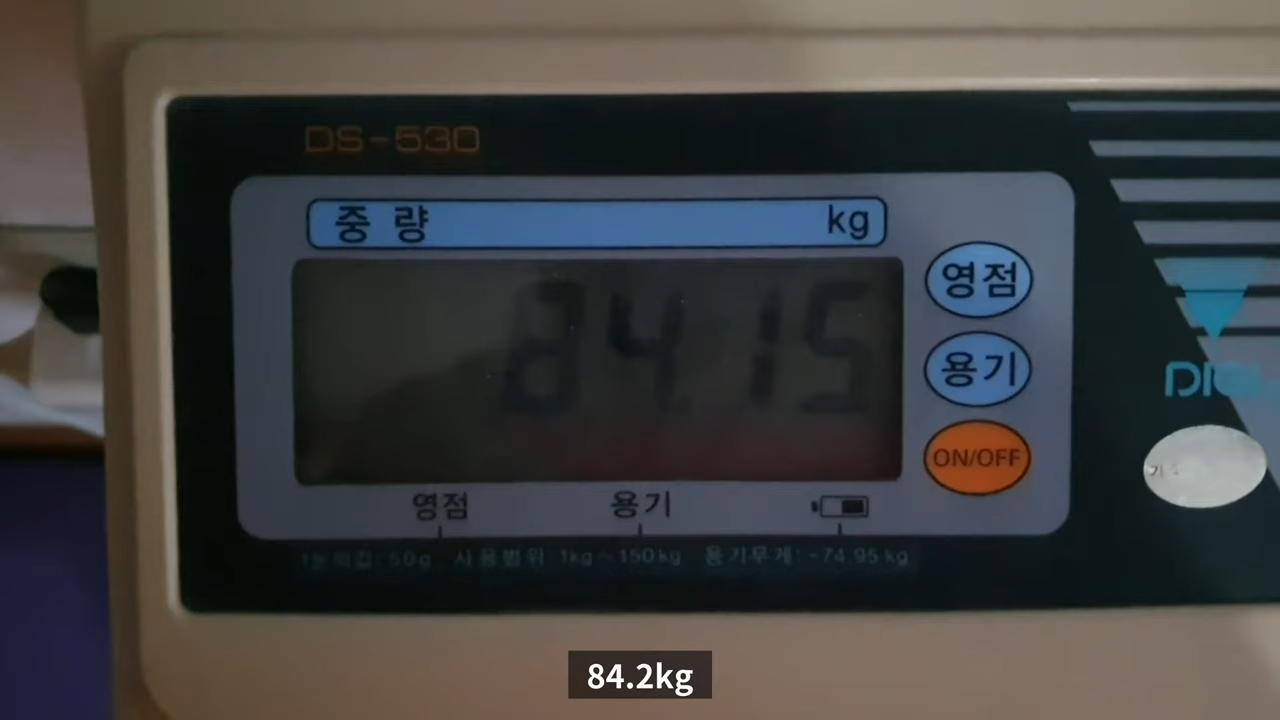 DS-530
중량 kg
84.15
영점
용기
ON/OFF
영점 용기
1눈의값: 50g 사용범위: 1kg~150kg 용기무게: -74.95kg
84.2kg